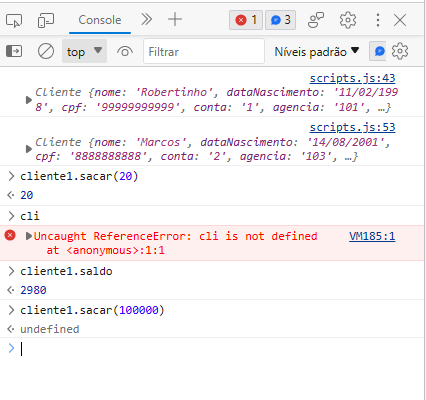 Console
1
3
top
Filtrar
Níveis padrão
scripts.js:43
Cliente {nome: 'Robertinho', dataNascimento: '11/02/199
8', cpf: '99999999999', conta: '1', agencia: '101', …}
scripts.js:53
Cliente {nome: 'Marcos', dataNascimento: '14/08/2001',
cpf: '8888888888', conta: '2', agencia: '103', …}
cliente1.sacar(20)
20
cli
Uncaught ReferenceError: cli is not defined VM185:1
at <anonymous>:1:1
cliente1.saldo
2980
cliente1.sacar(100000)
undefined